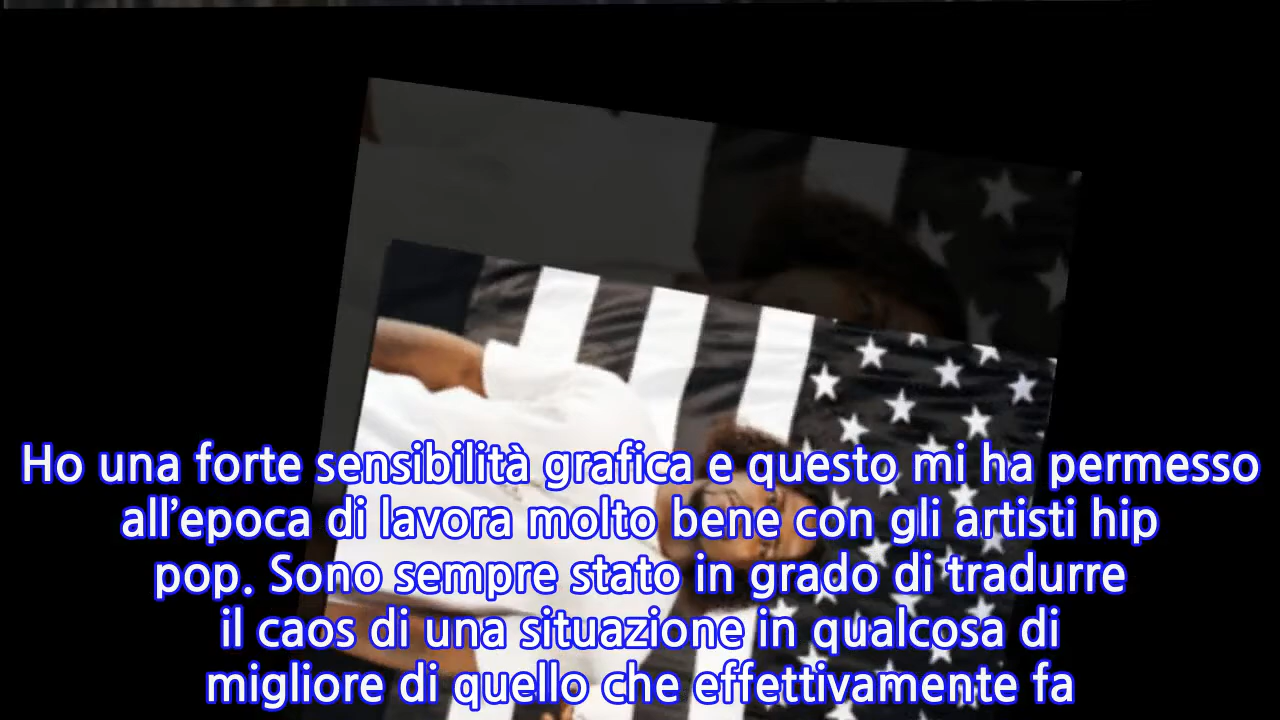 Ho una forte sensibilità grafica e questo mi ha permesso
all’epoca di lavora molto bene con gli artisti hip
pop. Sono sempre stato in grado di tradurre
il caos di una situazione in qualcosa di
migliore di quello che effettivamente fa